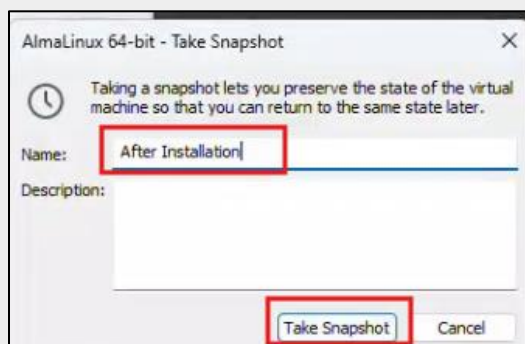 AlmaLinux 64-bit - Take Snapshot
Taking a snapshot lets you preserve the state of the virtual
machine so that you can return to the same state later.
Name: After Installation
Description:
Take Snapshot Cancel